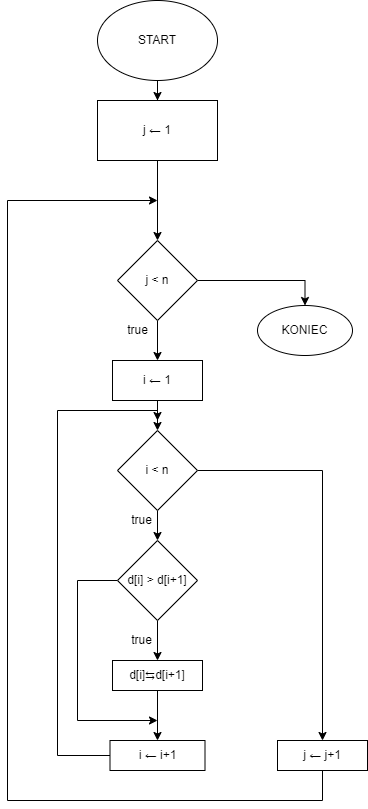 START
j ← 1
j < n
true
KONIEC
i ← 1
i < n
true
d[i] > d[i+1]
true
d[i]⇆d[i+1]
i ← i+1
j ← j+1